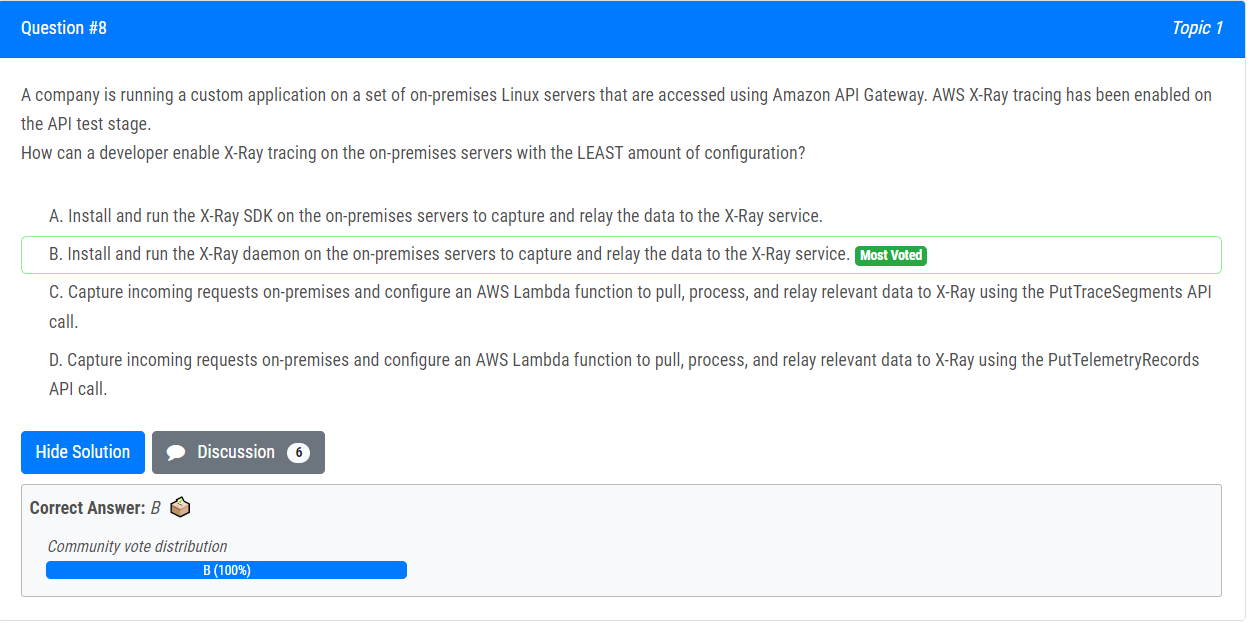 Question #8
Topic 1
A company is running a custom application on a set of on-premises Linux servers that are accessed using Amazon API Gateway. AWS X-Ray tracing has been enabled on
the API test stage.
How can a developer enable X-Ray tracing on the on-premises servers with the LEAST amount of configuration?
A. Install and run the X-Ray SDK on the on-premises servers to capture and relay the data to the X-Ray service.
B. Install and run the X-Ray daemon on the on-premises servers to capture and relay the data to the X-Ray service. Most Voted
C. Capture incoming requests on-premises and configure an AWS Lambda function to pull, process, and relay relevant data to X-Ray using the PutTraceSegments API
call.
D. Capture incoming requests on-premises and configure an AWS Lambda function to pull, process, and relay relevant data to X-Ray using the PutTelemetryRecords
API call.
Hide Solution
Discussion 6
Correct Answer: B
Community vote distribution
B (100%)